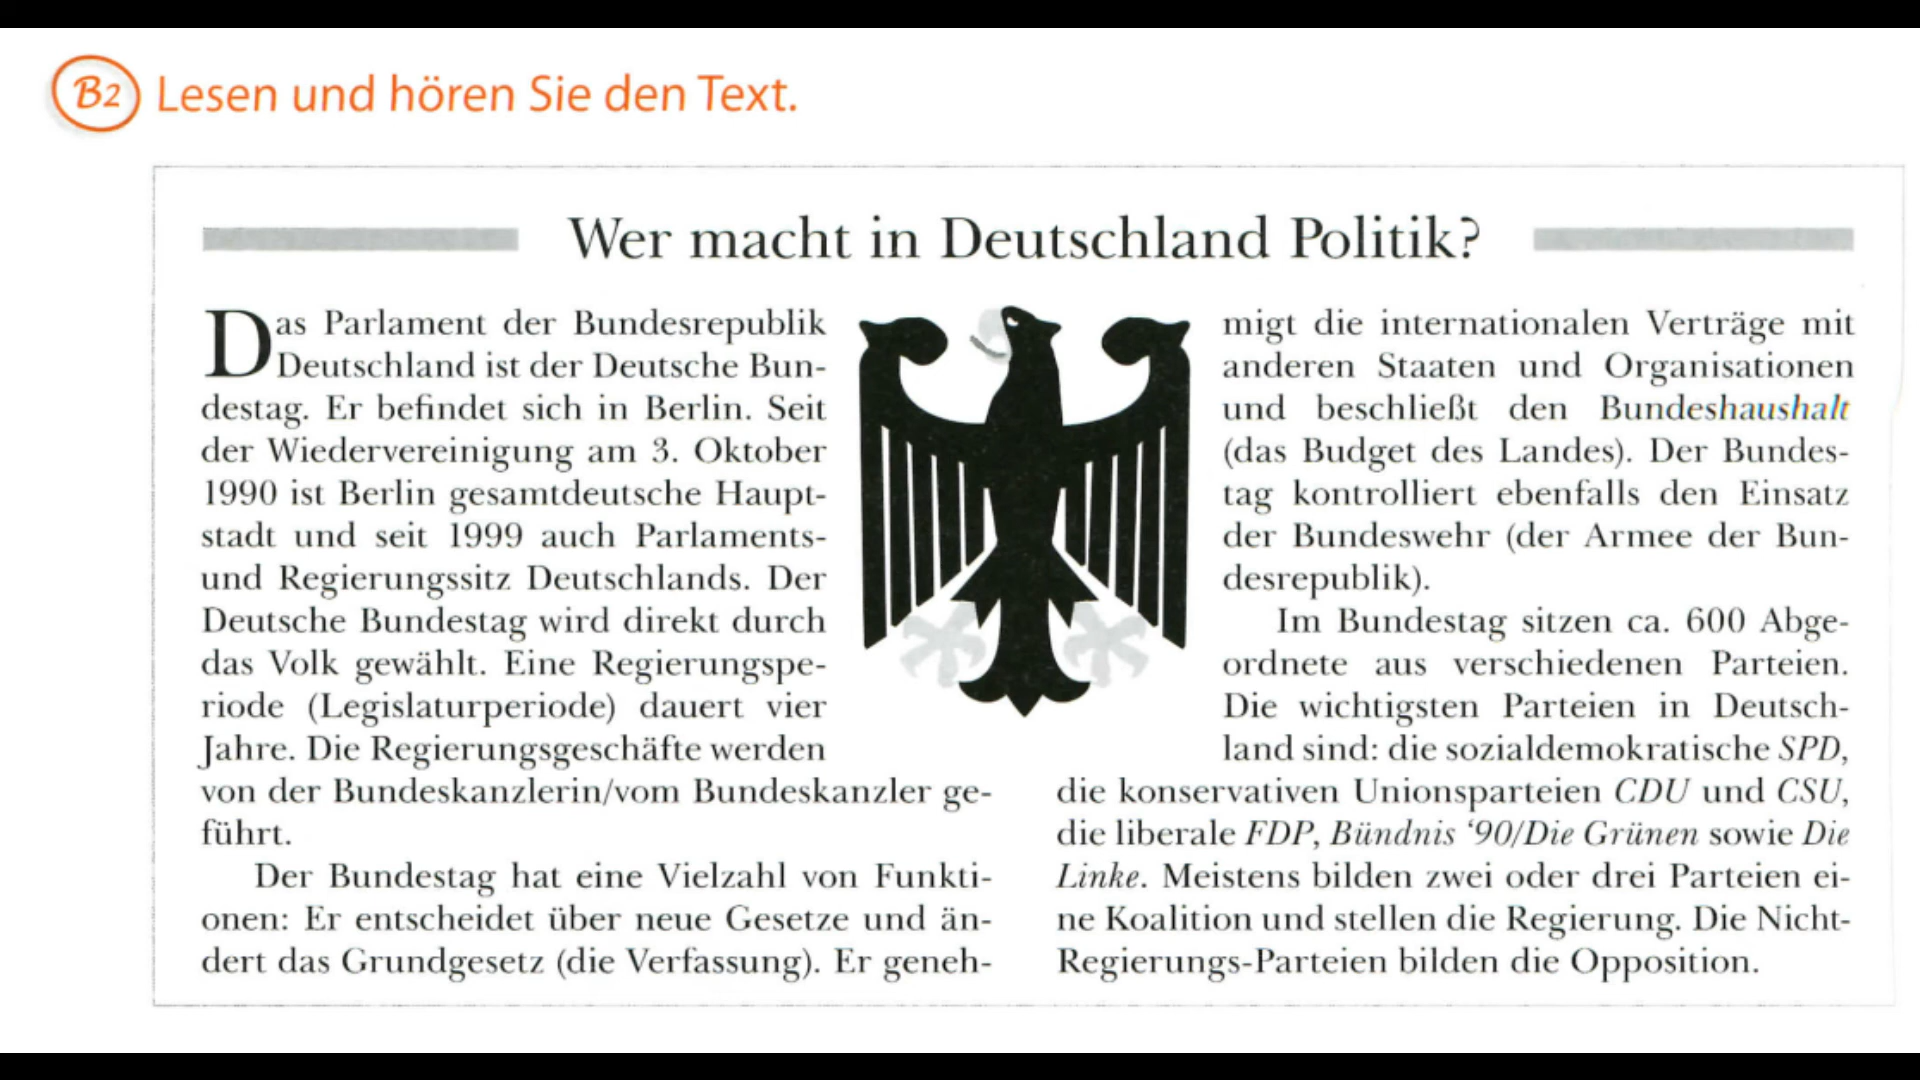 B2 Lesen und hören Sie den Text.
Wer macht in Deutschland Politik?
Das Parlament der Bundesrepublik
Deutschland ist der Deutsche Bun-
destag. Er befindet sich in Berlin. Seit
der Wiedervereinigung am 3. Oktober
1990 ist Berlin gesamtdeutsche Haupt-
stadt und seit 1999 auch Parlaments-
und Regierungssitz Deutschlands. Der
Deutsche Bundestag wird direkt durch
das Volk gewählt. Eine Regierungspe-
riode (Legislaturperiode) dauert vier
Jahre. Die Regierungsgeschäfte werden
von der Bundeskanzlerin/vom Bundeskanzler ge-
führt.
Der Bundestag hat eine Vielzahl von Funkti-
onen: Er entscheidet über neue Gesetze und än-
dert das Grundgesetz (die Verfassung). Er geneh-
migt die internationalen Verträge mit
anderen Staaten und Organisationen
und beschließt den Bundeshaushalt
(das Budget des Landes). Der Bundes-
tag kontrolliert ebenfalls den Einsatz
der Bundeswehr (der Armee der Bun-
desrepublik).
Im Bundestag sitzen ca. 600 Abge-
ordnete aus verschiedenen Parteien.
Die wichtigsten Parteien in Deutsch-
land sind: die sozialdemokratische SPD,
die konservativen Unionsparteien CDU und CSU,
die liberale FDP, Bündnis ‘90/Die Grünen sowie Die
Linke. Meistens bilden zwei oder drei Parteien ei-
ne Koalition und stellen die Regierung. Die Nicht-
Regierungs-Parteien bilden die Opposition.